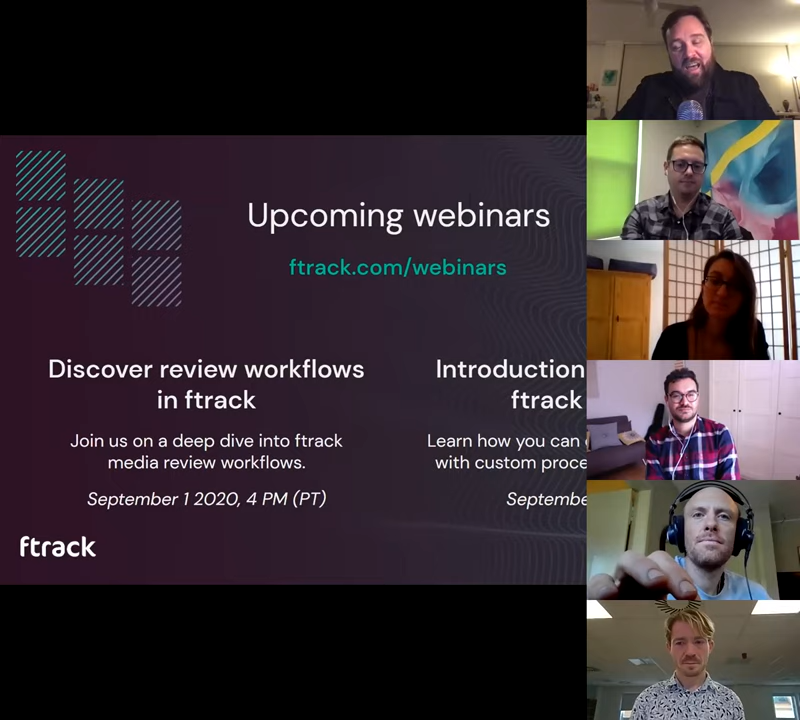 Upcoming webinars
ftrack.com/webinars
Discover review workflows
in ftrack
Join us on a deep dive into ftrack
media review workflows.
September 1 2020, 4 PM (PT)
Introduction
ftrack
Learn how you can
with custom proce
Septembe
ftrack